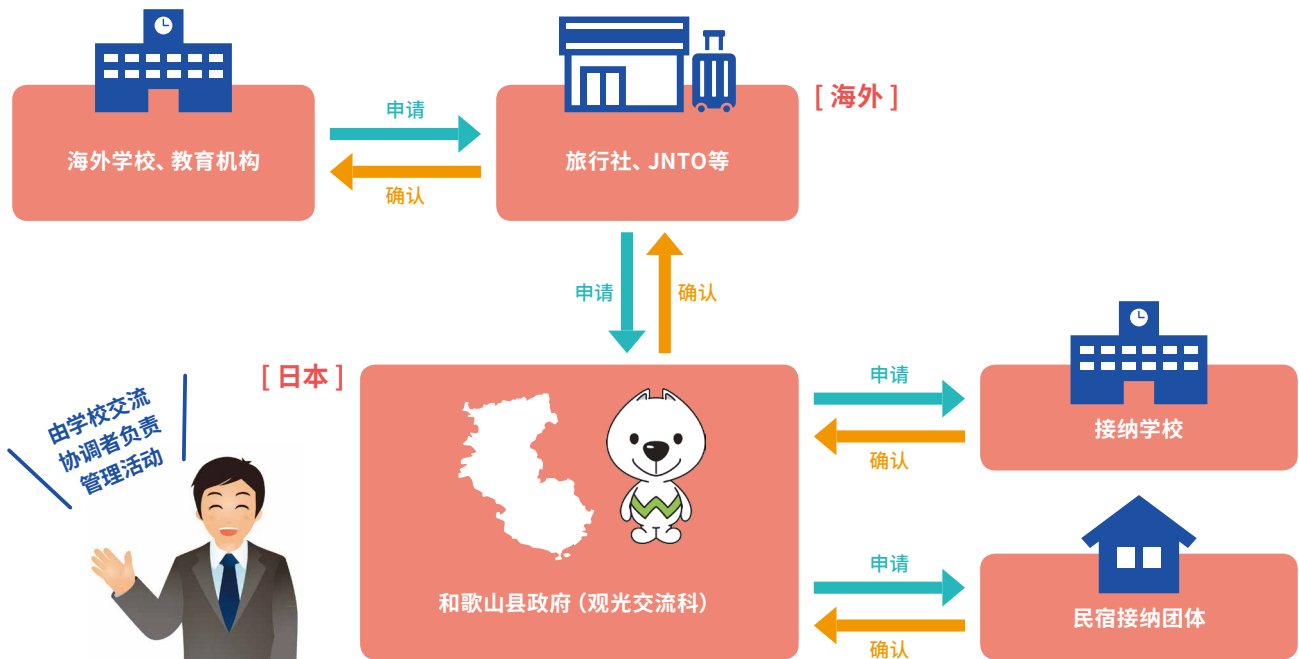 [ 海外 ]
申请
海外学校、教育机构
旅行社、JNTO等
确认
申请
确认
[ 日本 ]
由学校交流
协调者负责
管理活动
申请
接纳学校
确认
申请
和歌山县政府（观光交流科）
民宿接纳团体
确认